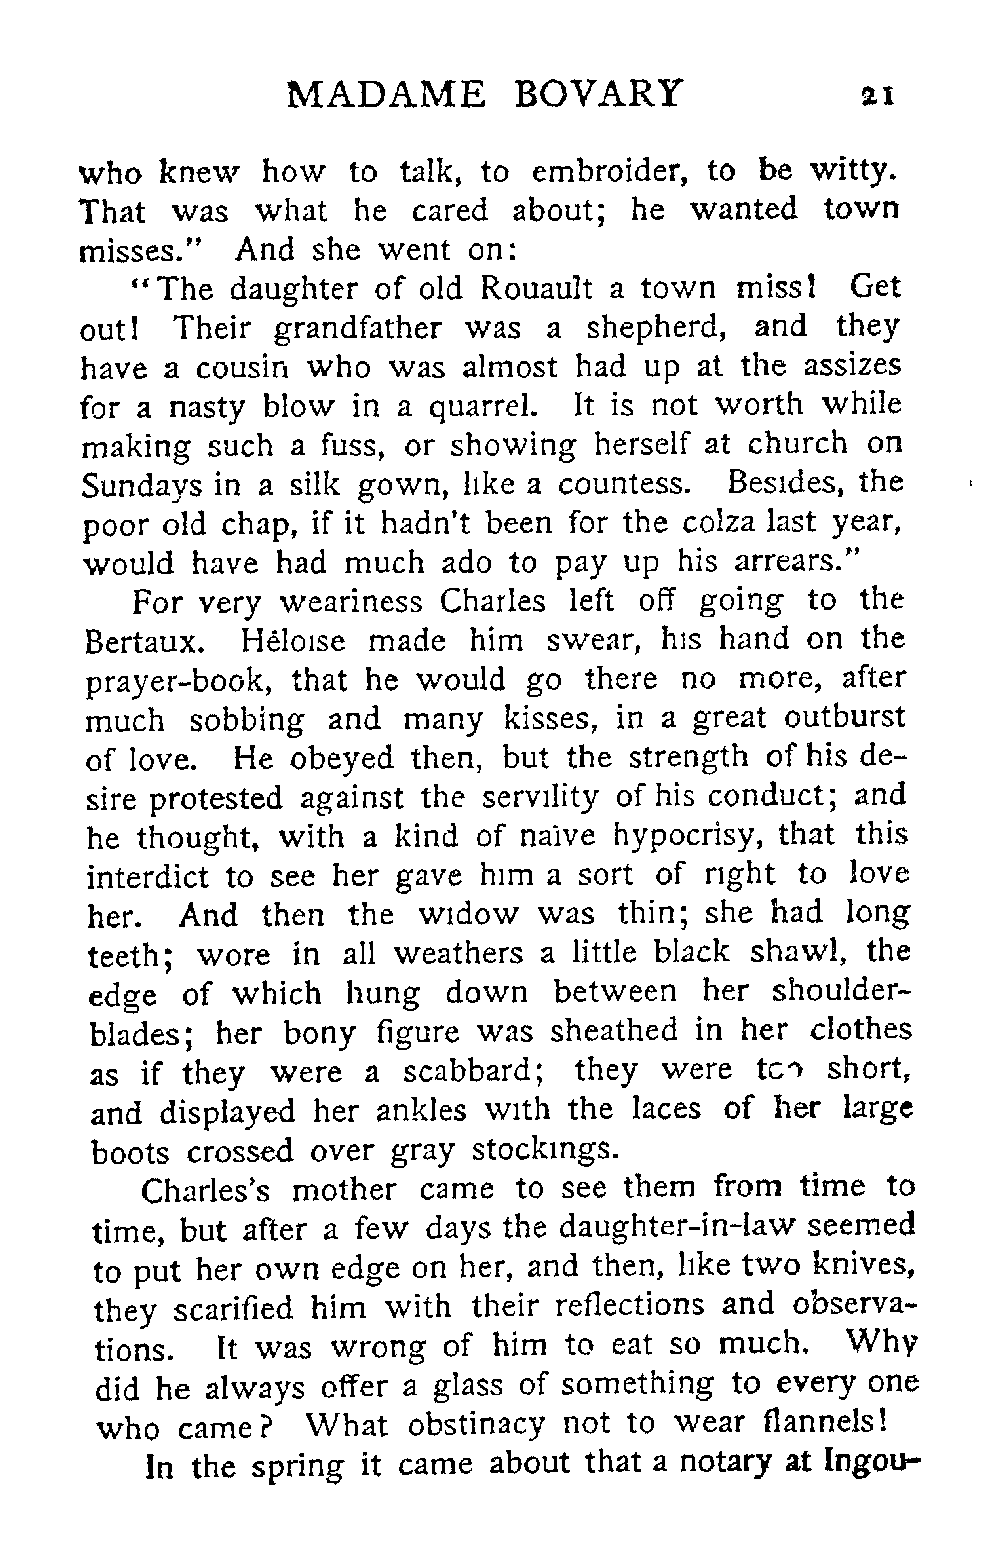 MADAME BOVARY 21
who knew how to talk, to embroider, to be witty.
That was what he cared about; he wanted town
misses." And she went on:
"The daughter of old Rouault a town miss! Get
out! Their grandfather was a shepherd, and they
have a cousin who was almost had up at the assizes
for a nasty blow in a quarrel. It is not worth while
making such a fuss, or showing herself at church on
Sundays in a silk gown, like a countess. Besides, the
poor old chap, if it hadn't been for the colza last year,
would have had much ado to pay up his arrears."
For very weariness Charles left off going to the
Bertaux. Héloise made him swear, his hand on the
prayer-book, that he would go there no more, after
much sobbing and many kisses, in a great outburst
of love. He obeyed then, but the strength of his de-
sire protested against the servility of his conduct; and
he thought, with a kind of naïve hypocrisy, that this
interdict to see her gave him a sort of right to love
her. And then the widow was thin; she had long
teeth; wore in all weathers a little black shawl, the
edge of which hung down between her shoulder-
blades; her bony figure was sheathed in her clothes
as if they were a scabbard; they were too short,
and displayed her ankles with the laces of her large
boots crossed over gray stockings.
Charles's mother came to see them from time to
time, but after a few days the daughter-in-law seemed
to put her own edge on her, and then, like two knives,
they scarified him with their reflections and observa-
tions. It was wrong of him to eat so much. Why
did he always offer a glass of something to every one
who came? What obstinacy not to wear flannels!
In the spring it came about that a notary at Ingou-